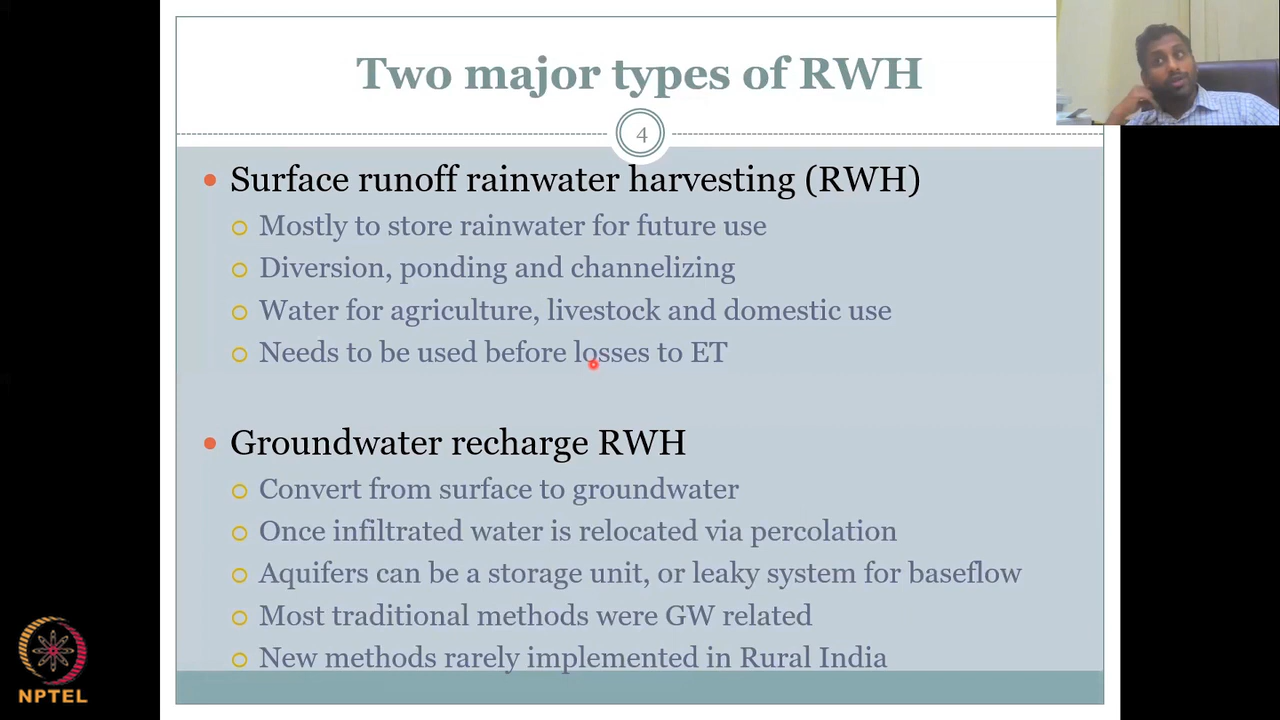 Two major types of RWH
4
Surface runoff rainwater harvesting (RWH)
Mostly to store rainwater for future use
Diversion, ponding and channelizing
Water for agriculture, livestock and domestic use
Needs to be used before losses to ET
Groundwater recharge RWH
Convert from surface to groundwater
Once infiltrated water is relocated via percolation
Aquifers can be a storage unit, or leaky system for baseflow
Most traditional methods were GW related
New methods rarely implemented in Rural India
NPTEL